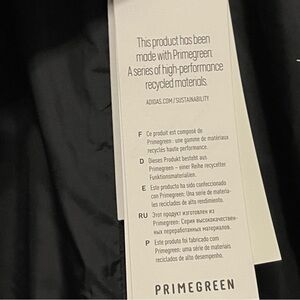 This product has been
made with Primegreen.
A series of high-performance
recycled materials.
ADIDAS.COM/SUSTAINABILITY
F Ce produit est composé de
Primegreen : une gamme de matériaux
recyclés haute performance.
D Dieses Produkt besteht aus
Primegreen – einer Reihe recycelter
Funktionsmaterialien.
E Este producto ha sido confeccionado
con Primegreen: Una serie de materia-
les reciclados de alto rendimiento.
RU Этот продукт изготовлен из
Primegreen: Серия высококачествен-
ных переработанных материалов.
P Este produto foi fabricado com
Primegreen: uma série de materiais
reciclados de alto desempenho.
PRIMEGREEN